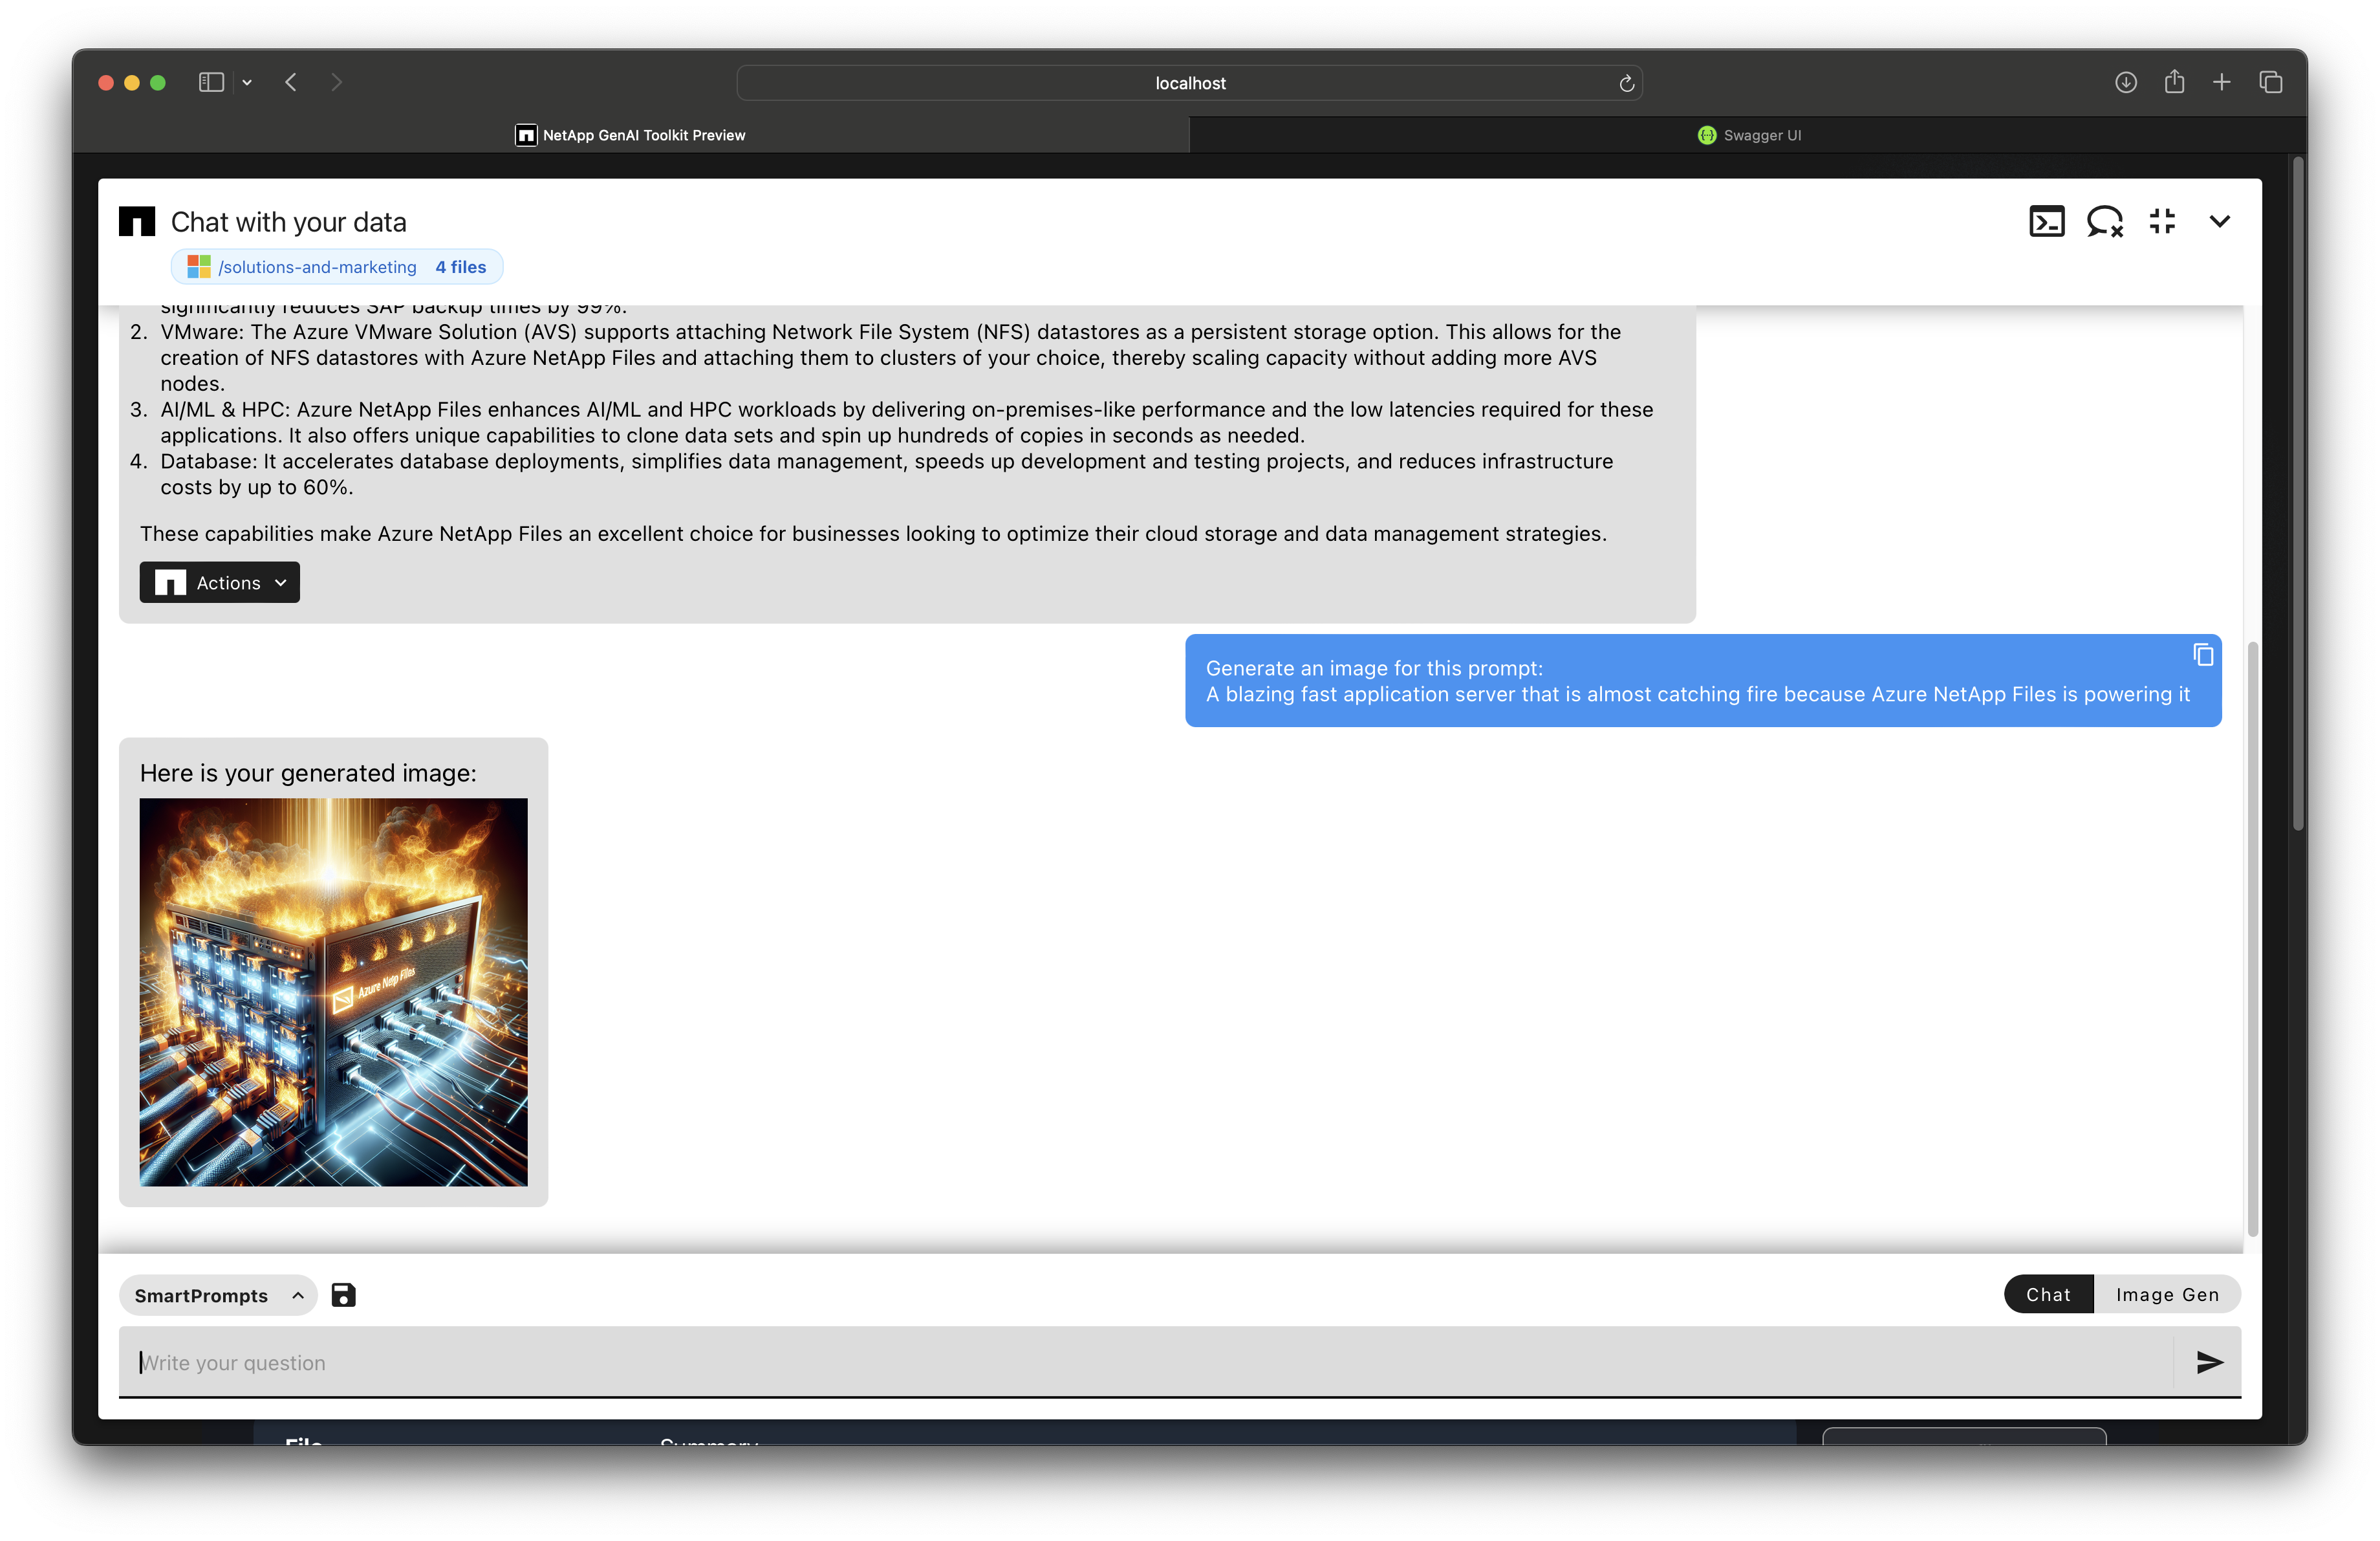 localhost
NetApp GenAI Toolkit Preview
Swagger UI
Chat with your data
/solutions-and-marketing 4 files
significantly reduces SAP backup times by 99%.
2. VMware: The Azure VMware Solution (AVS) supports attaching Network File System (NFS) datastores as a persistent storage option. This allows for the
creation of NFS datastores with Azure NetApp Files and attaching them to clusters of your choice, thereby scaling capacity without adding more AVS
nodes.
3. AI/ML & HPC: Azure NetApp Files enhances AI/ML and HPC workloads by delivering on-premises-like performance and the low latencies required for these
applications. It also offers unique capabilities to clone data sets and spin up hundreds of copies in seconds as needed.
4. Database: It accelerates database deployments, simplifies data management, speeds up development and testing projects, and reduces infrastructure
costs by up to 60%.
These capabilities make Azure NetApp Files an excellent choice for businesses looking to optimize their cloud storage and data management strategies.
Actions
Generate an image for this prompt:
A blazing fast application server that is almost catching fire because Azure NetApp Files is powering it
Here is your generated image:
Azure Files
SmartPrompts
Chat Image Gen
Write your question
File Summary